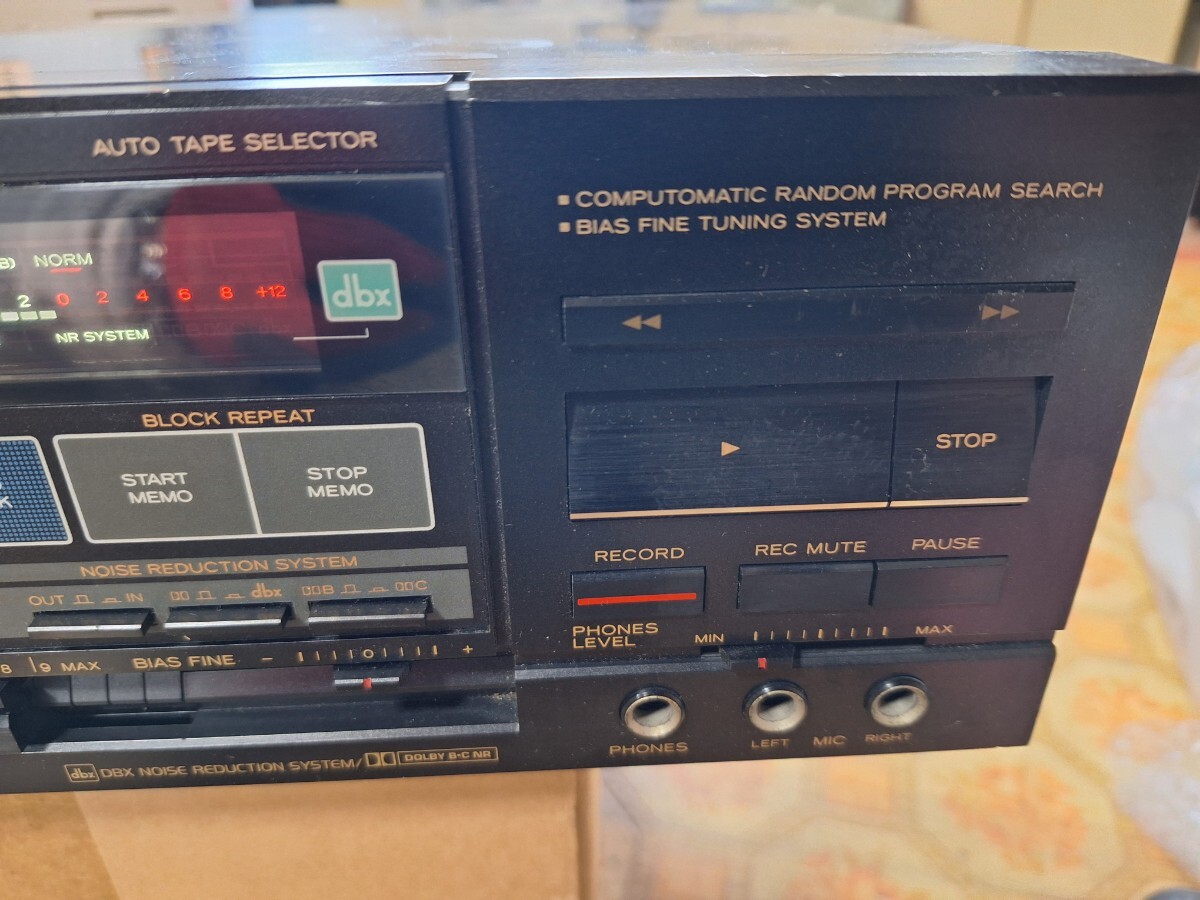 AUTO TAPE SELECTOR
COMPUTOMATIC RANDOM PROGRAM SEARCH
BIAS FINE TUNING SYSTEM
B) NORM
2 0 2 4 6 8 +12
dbx
NR SYSTEM
BLOCK REPEAT
START MEMO
STOP MEMO
K
STOP
NOISE REDUCTION SYSTEM
OUT IN dbx B C
RECORD
REC MUTE
PAUSE
PHONES LEVEL
MIN
MAX
8 9 MAX
BIAS FINE - 0 +
PHONES
LEFT MIC RIGHT
dbx DBX NOISE REDUCTION SYSTEM/ DOLBY B•C NR